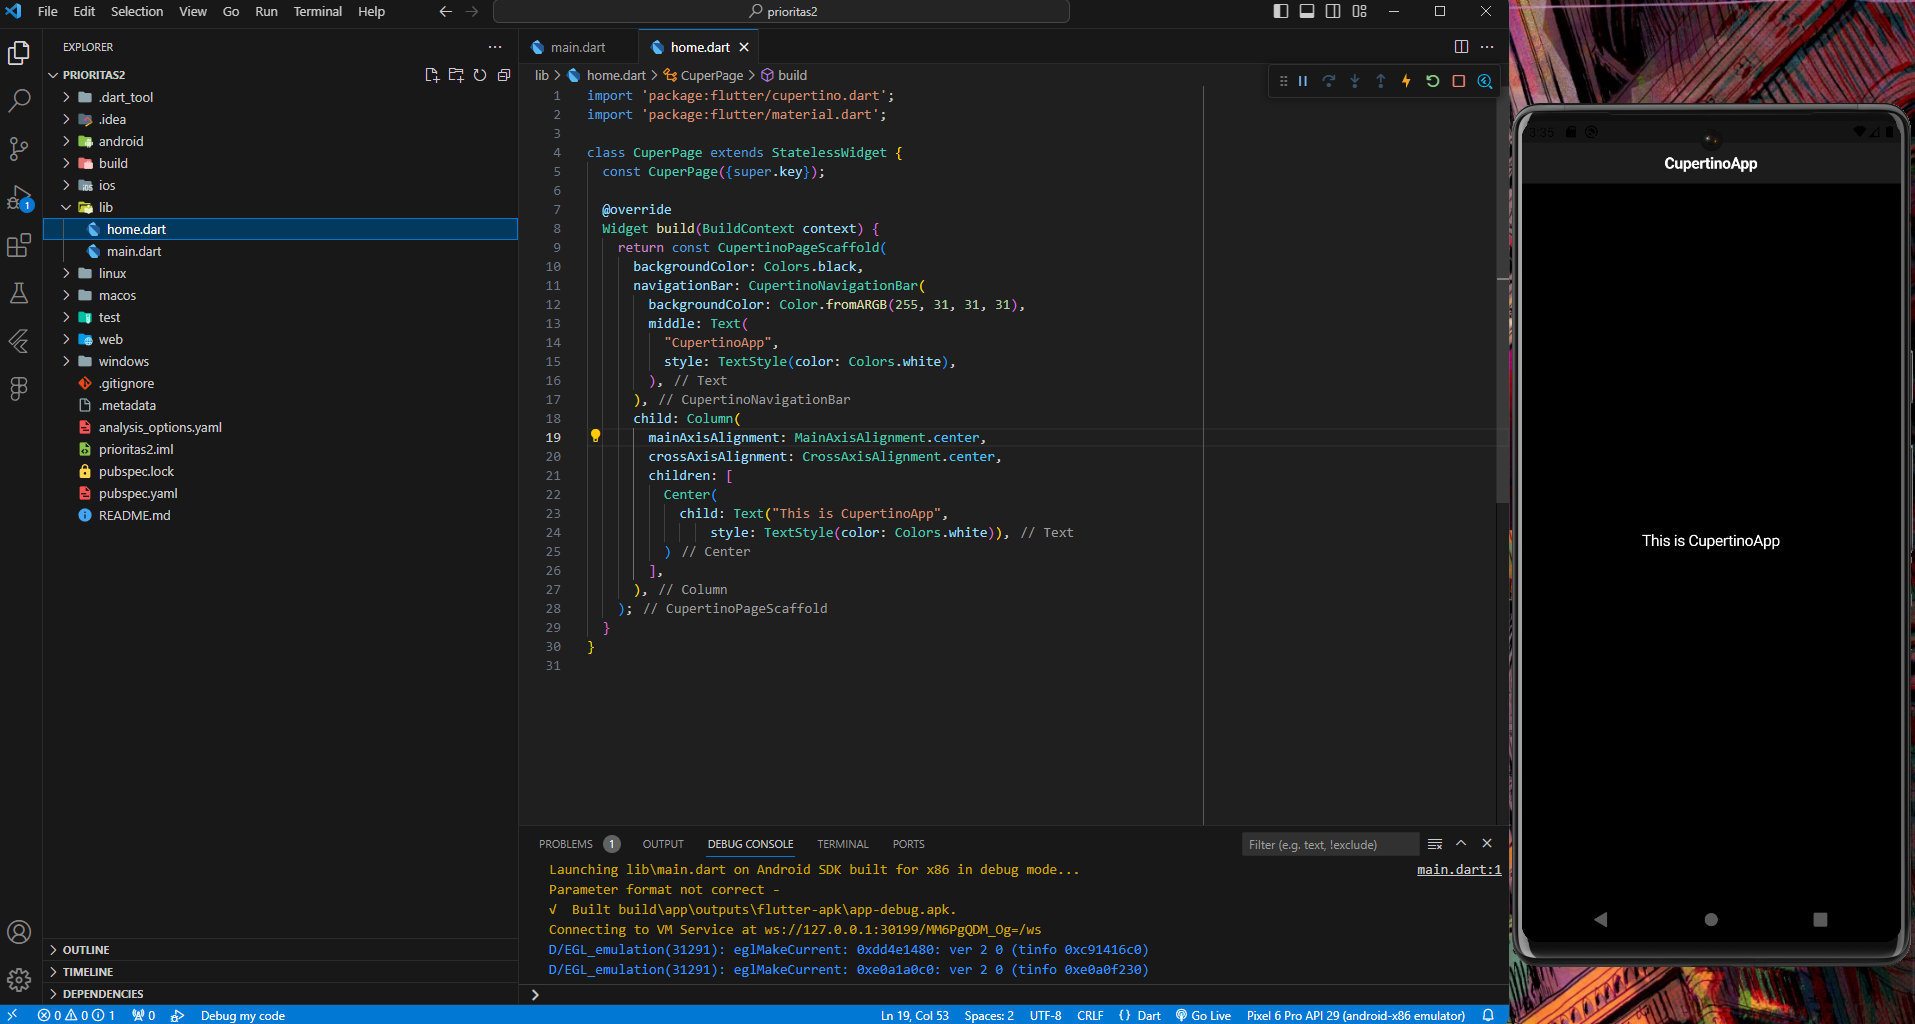 File Edit Selection View Go Run Terminal Help
prioritas2
EXPLORER
PRIORITAS2
.dart_tool
.idea
android
build
ios
lib
home.dart
main.dart
linux
macos
test
web
windows
.gitignore
.metadata
analysis_options.yaml
prioritas2.iml
pubspec.lock
pubspec.yaml
README.md
OUTLINE
TIMELINE
DEPENDENCIES
1
main.dart home.dart
lib > home.dart > CuperPage > build
1 import 'package:flutter/cupertino.dart';
2 import 'package:flutter/material.dart';
3
4 class CuperPage extends StatelessWidget {
5 const CuperPage({super.key});
6
7 @override
8 Widget build(BuildContext context) {
9 return const CupertinoPageScaffold(
10 backgroundColor: Colors.black,
11 navigationBar: CupertinoNavigationBar(
12 backgroundColor: Color.fromARGB(255, 31, 31, 31),
13 middle: Text(
14 "CupertinoApp",
15 style: TextStyle(color: Colors.white),
16 ), // Text
17 ), // CupertinoNavigationBar
18 child: Column(
19 mainAxisAlignment: MainAxisAlignment.center,
20 crossAxisAlignment: CrossAxisAlignment.center,
21 children: [
22 Center(
23 child: Text("This is CupertinoApp",
24 style: TextStyle(color: Colors.white)), // Text
25 ) // Center
26 ],
27 ), // Column
28 ); // CupertinoPageScaffold
29 }
30 }
31
PROBLEMS 1 OUTPUT DEBUG CONSOLE TERMINAL PORTS
Filter (e.g. text, !exclude)
Launching lib\main.dart on Android SDK built for x86 in debug mode...
main.dart:1
Parameter format not correct -
√ Built build\app\outputs\flutter-apk\app-debug.apk.
Connecting to VM Service at ws://127.0.0.1:30199/MM6PgQDM_Og=/ws
D/EGL_emulation(31291): eglMakeCurrent: 0xdd4e1480: ver 2 0 (tinfo 0xc91416c0)
D/EGL_emulation(31291): eglMakeCurrent: 0xe0a1a0c0: ver 2 0 (tinfo 0xe0a0f230)
0 0 1 0 Debug my code
Ln 19, Col 53 Spaces: 2 UTF-8 CRLF {} Dart Go Live Pixel 6 Pro API 29 (android-x86 emulator)
3:35
CupertinoApp
This is CupertinoApp